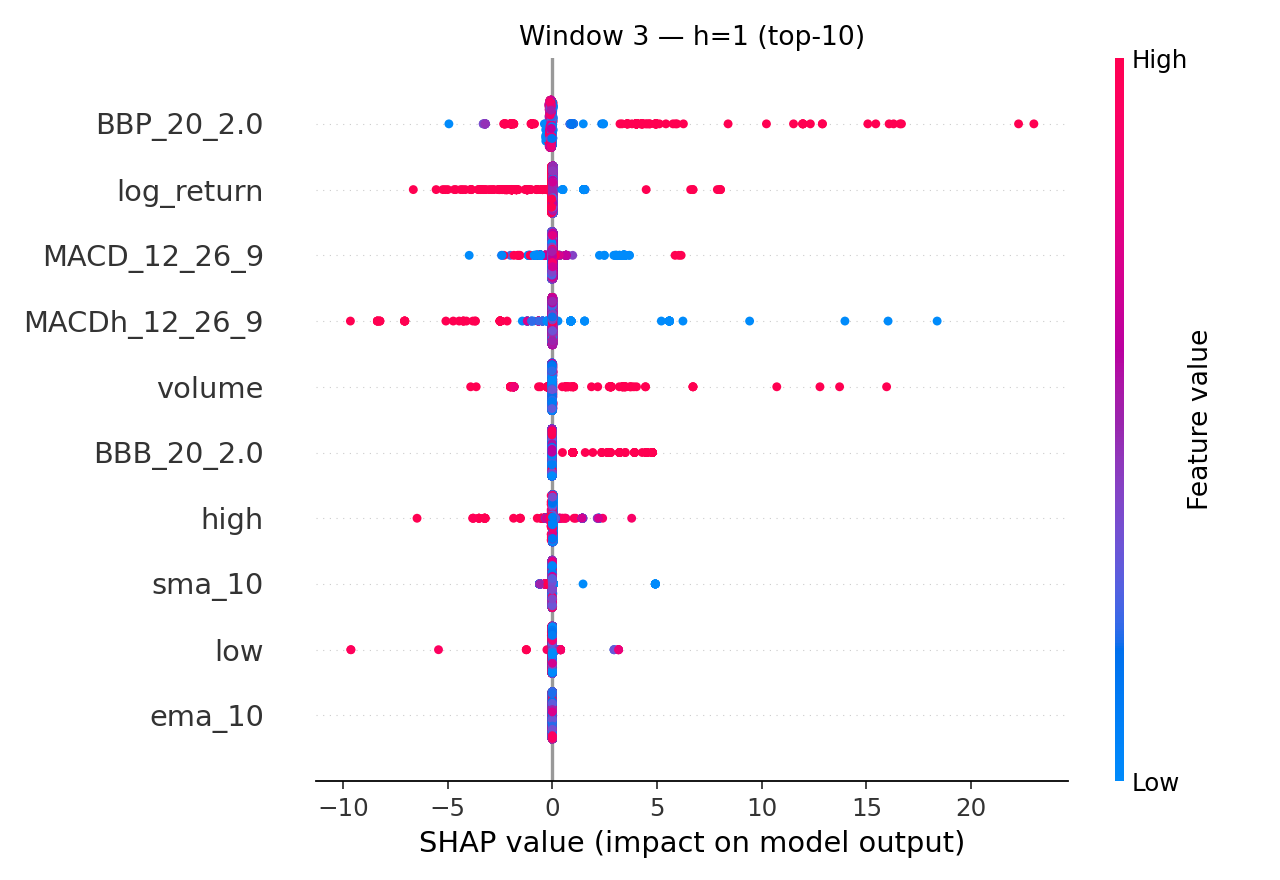 Window 3 — h=1 (top-10)
High
BBP_20_2.0
log_return
MACD_12_26_9
MACDh_12_26_9
volume
BBB_20_2.0
high
sma_10
low
ema_10
Feature value
Low
−10 −5 0 5 10 15 20
SHAP value (impact on model output)